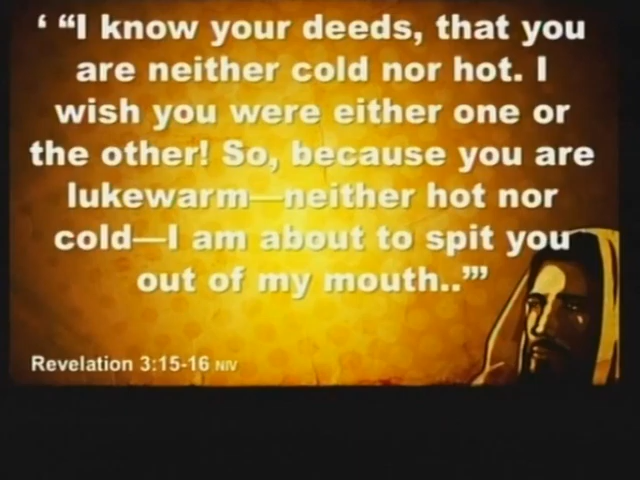 ‘ “I know your deeds, that you
are neither cold nor hot. I
wish you were either one or
the other! So, because you are
lukewarm—neither hot nor
cold—I am about to spit you
out of my mouth..”’”
Revelation 3:15-16 NIV